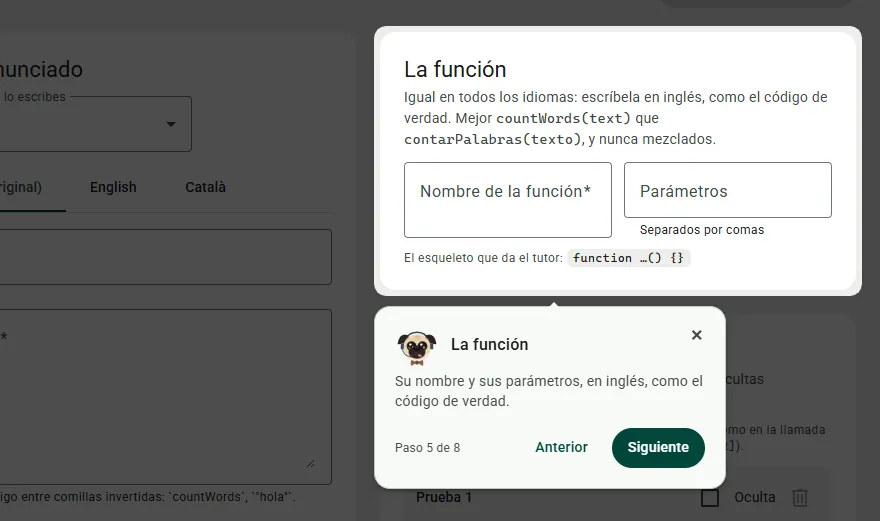 nunciado
lo escribes
riginal)
English
Català
*
igo entre comillas invertidas: `countWords`, `"hola"`.
La función
Igual en todos los idiomas: escríbela en inglés, como el código de
verdad. Mejor countWords(text) que
contarPalabras(texto), y nunca mezclados.
Nombre de la función*
Parámetros
Separados por comas
El esqueleto que da el tutor: function …() {}
La función
×
Su nombre y sus parámetros, en inglés, como el
código de verdad.
Paso 5 de 8
Anterior
Siguiente
cultas
omo en la llamada
]).
Prueba 1
Oculta